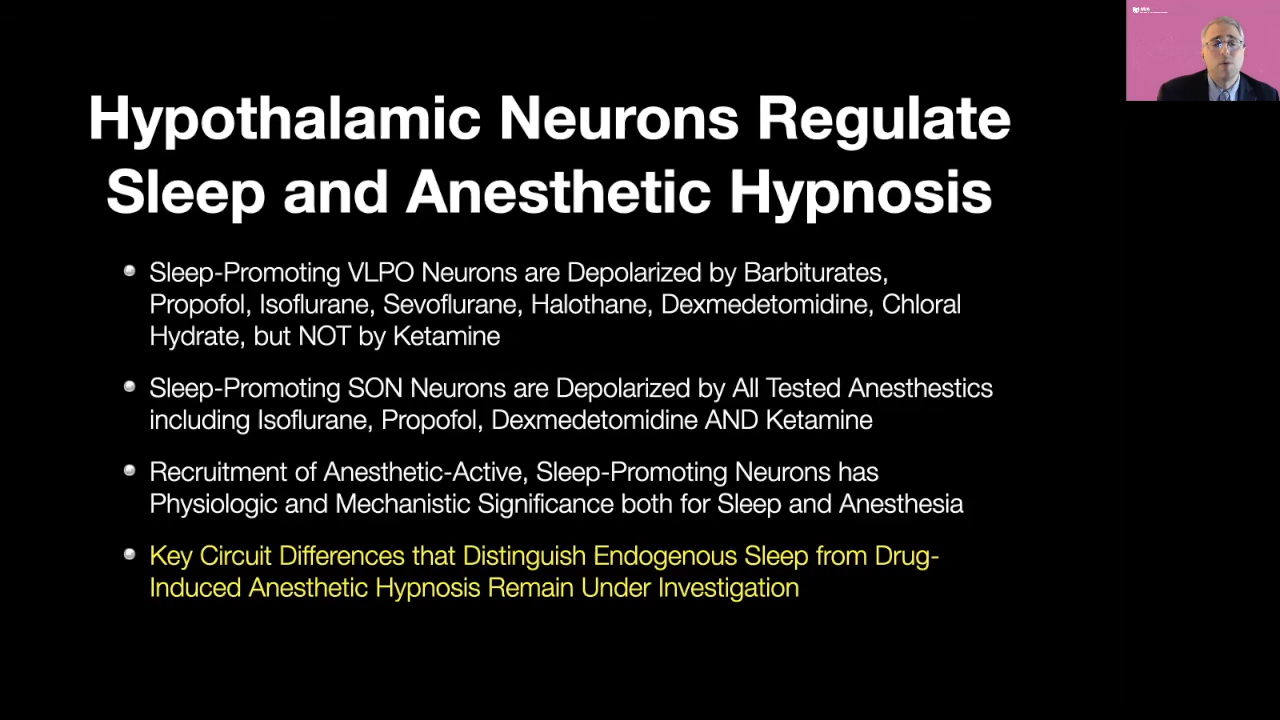 Hypothalamic Neurons Regulate
Sleep and Anesthetic Hypnosis
Sleep-Promoting VLPO Neurons are Depolarized by Barbiturates,
Propofol, Isoflurane, Sevoflurane, Halothane, Dexmedetomidine, Chloral
Hydrate, but NOT by Ketamine
Sleep-Promoting SON Neurons are Depolarized by All Tested Anesthestics
including Isoflurane, Propofol, Dexmedetomidine AND Ketamine
Recruitment of Anesthetic-Active, Sleep-Promoting Neurons has
Physiologic and Mechanistic Significance both for Sleep and Anesthesia
Key Circuit Differences that Distinguish Endogenous Sleep from Drug-
Induced Anesthetic Hypnosis Remain Under Investigation